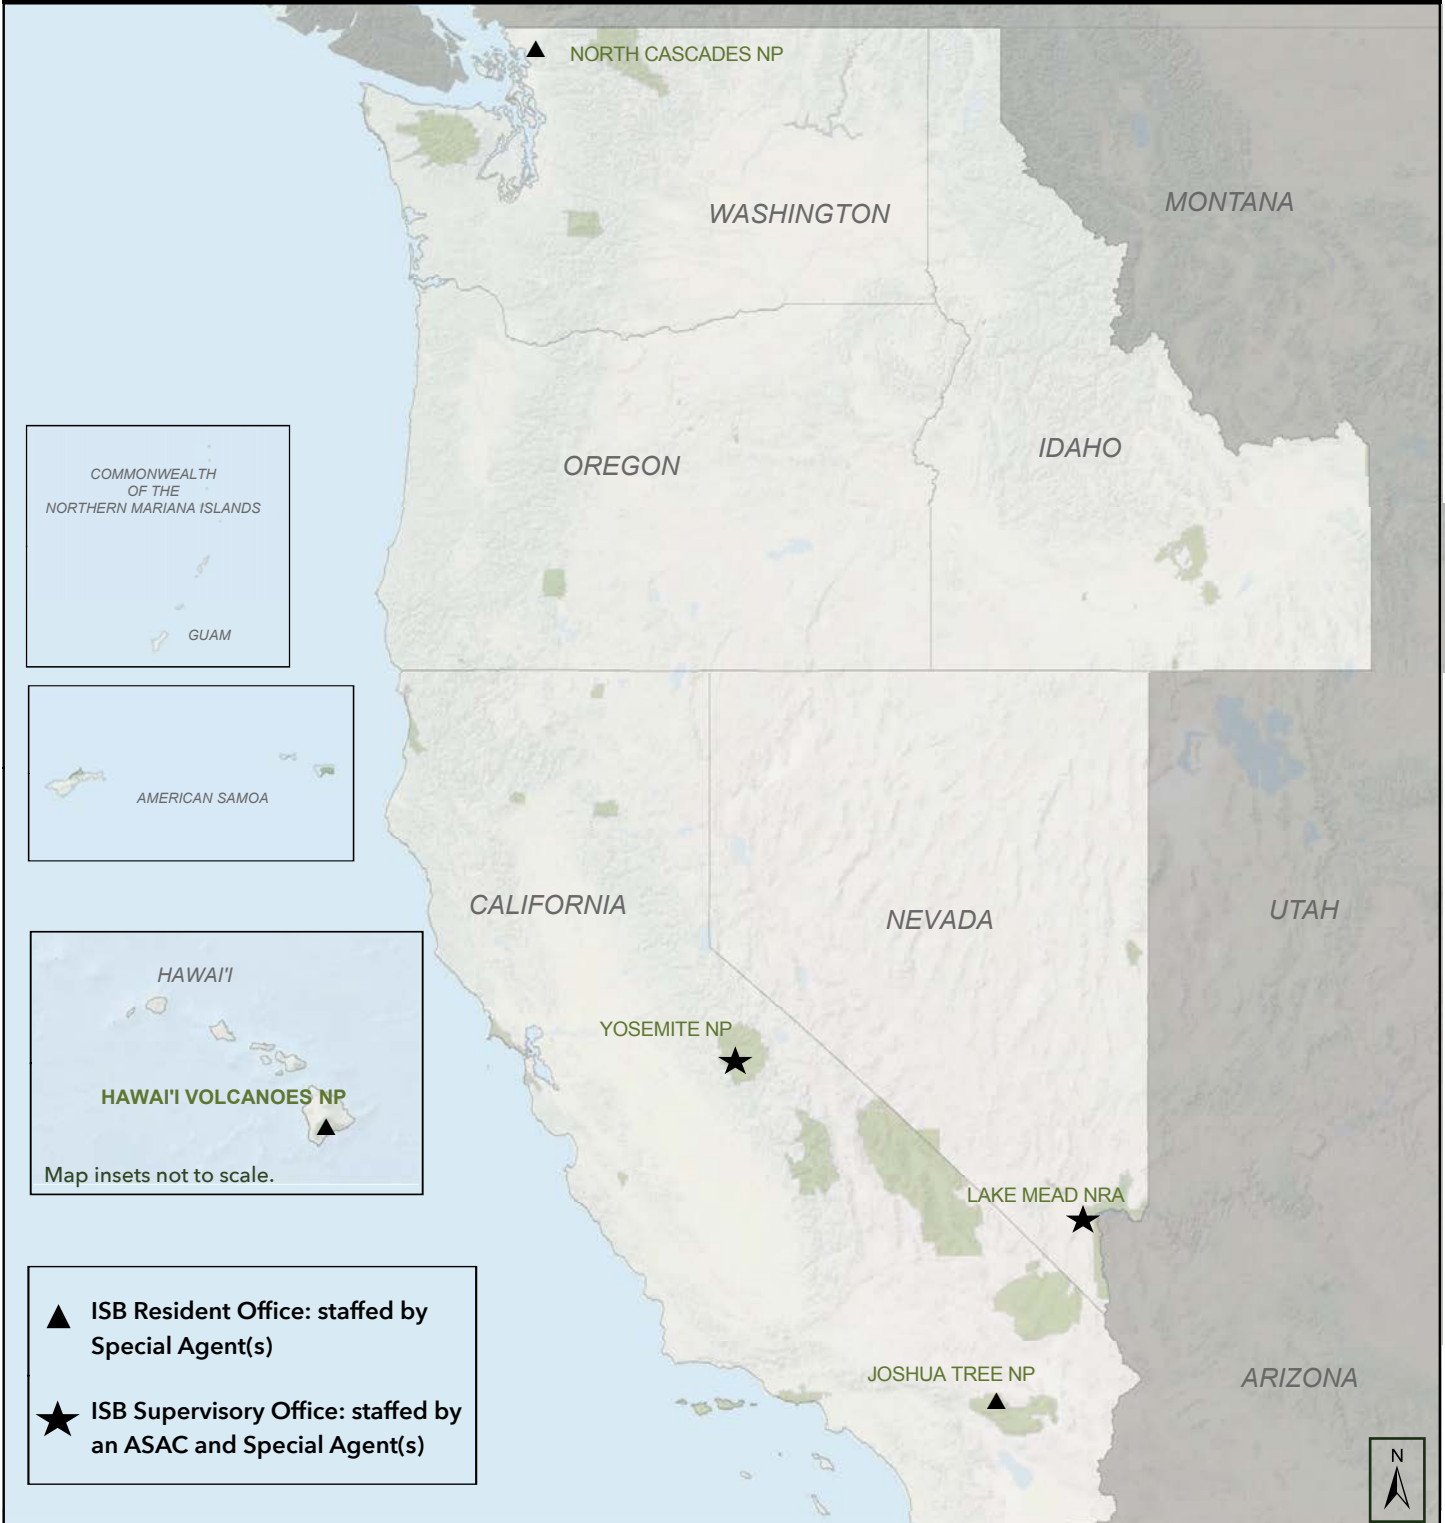 NORTH CASCADES NP
WASHINGTON
MONTANA
OREGON
IDAHO
COMMONWEALTH
OF THE
NORTHERN MARIANA ISLANDS
GUAM
AMERICAN SAMOA
CALIFORNIA
NEVADA
UTAH
HAWAI'I
HAWAI'I VOLCANOES NP
Map insets not to scale.
YOSEMITE NP
LAKE MEAD NRA
JOSHUA TREE NP
ARIZONA
ISB Resident Office: staffed by
Special Agent(s)
ISB Supervisory Office: staffed by
an ASAC and Special Agent(s)
N